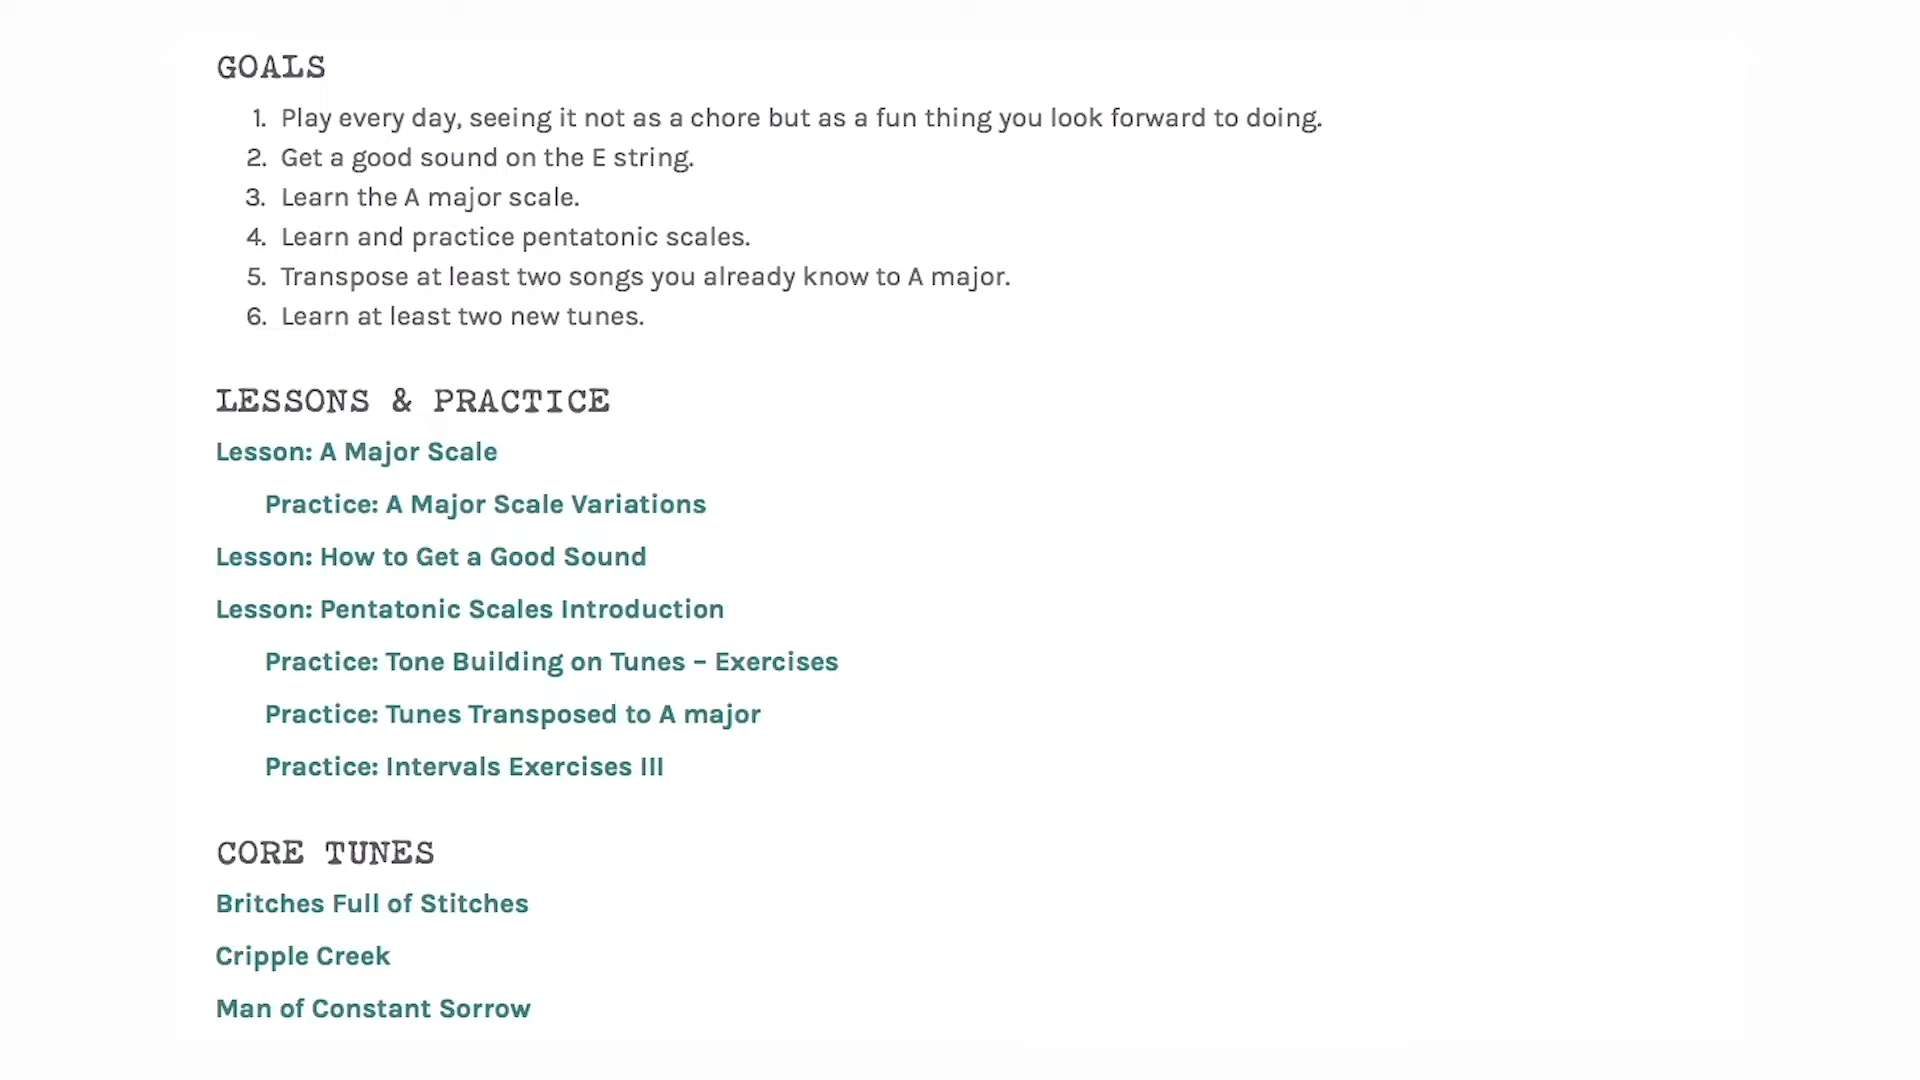 GOALS
1. Play every day, seeing it not as a chore but as a fun thing you look forward to doing.
2. Get a good sound on the E string.
3. Learn the A major scale.
4. Learn and practice pentatonic scales.
5. Transpose at least two songs you already know to A major.
6. Learn at least two new tunes.
LESSONS & PRACTICE
Lesson: A Major Scale
Practice: A Major Scale Variations
Lesson: How to Get a Good Sound
Lesson: Pentatonic Scales Introduction
Practice: Tone Building on Tunes – Exercises
Practice: Tunes Transposed to A major
Practice: Intervals Exercises III
CORE TUNES
Britches Full of Stitches
Cripple Creek
Man of Constant Sorrow